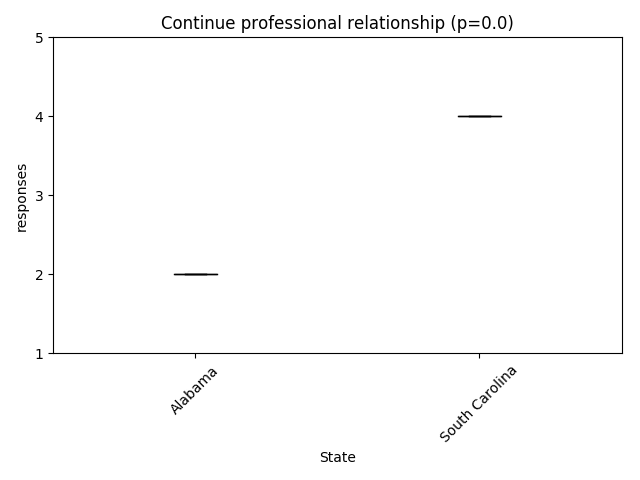 Continue professional relationship (p=0.0)
5
4
3
2
1
responses
Alabama
South Carolina
State